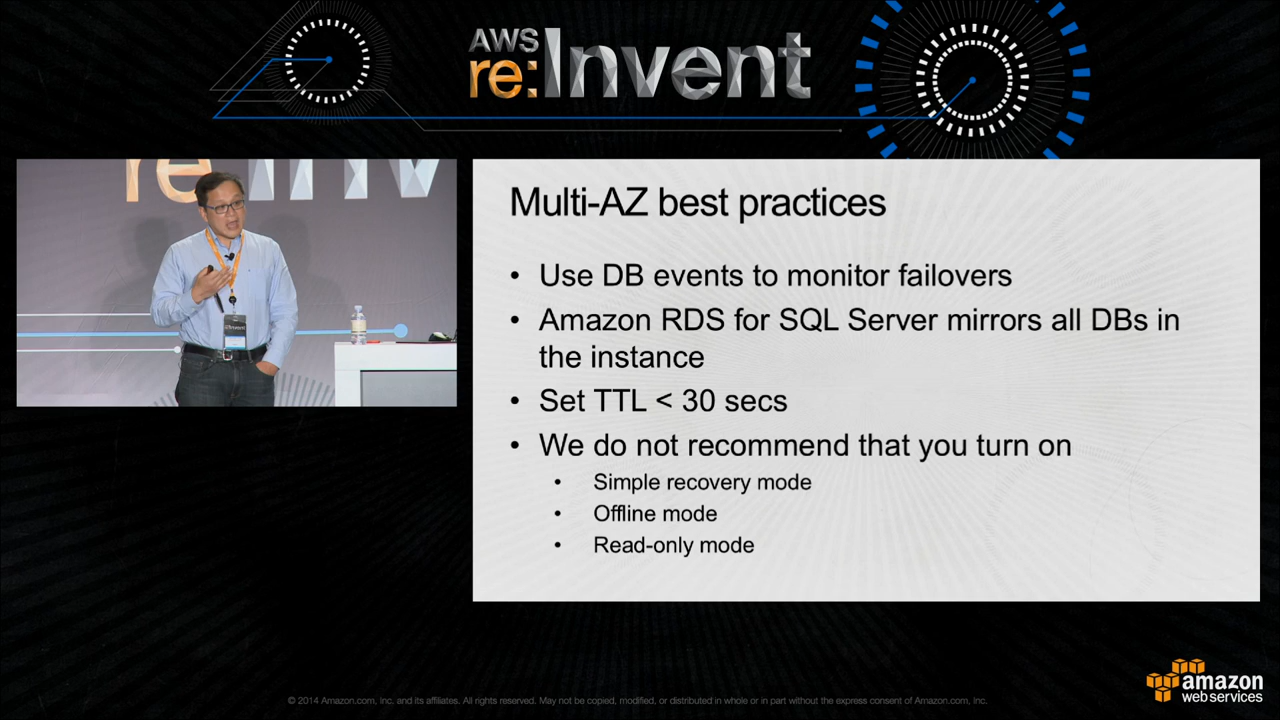 AWS
re:Invent
re:Inv
Multi-AZ best practices
• Use DB events to monitor failovers
• Amazon RDS for SQL Server mirrors all DBs in
the instance
• Set TTL < 30 secs
• We do not recommend that you turn on
• Simple recovery mode
• Offline mode
• Read-only mode
amazon
web services
© 2014 Amazon.com, Inc. and its affiliates. All rights reserved. May not be copied, modified, or distributed in whole or in part without the express consent of Amazon.com, Inc.